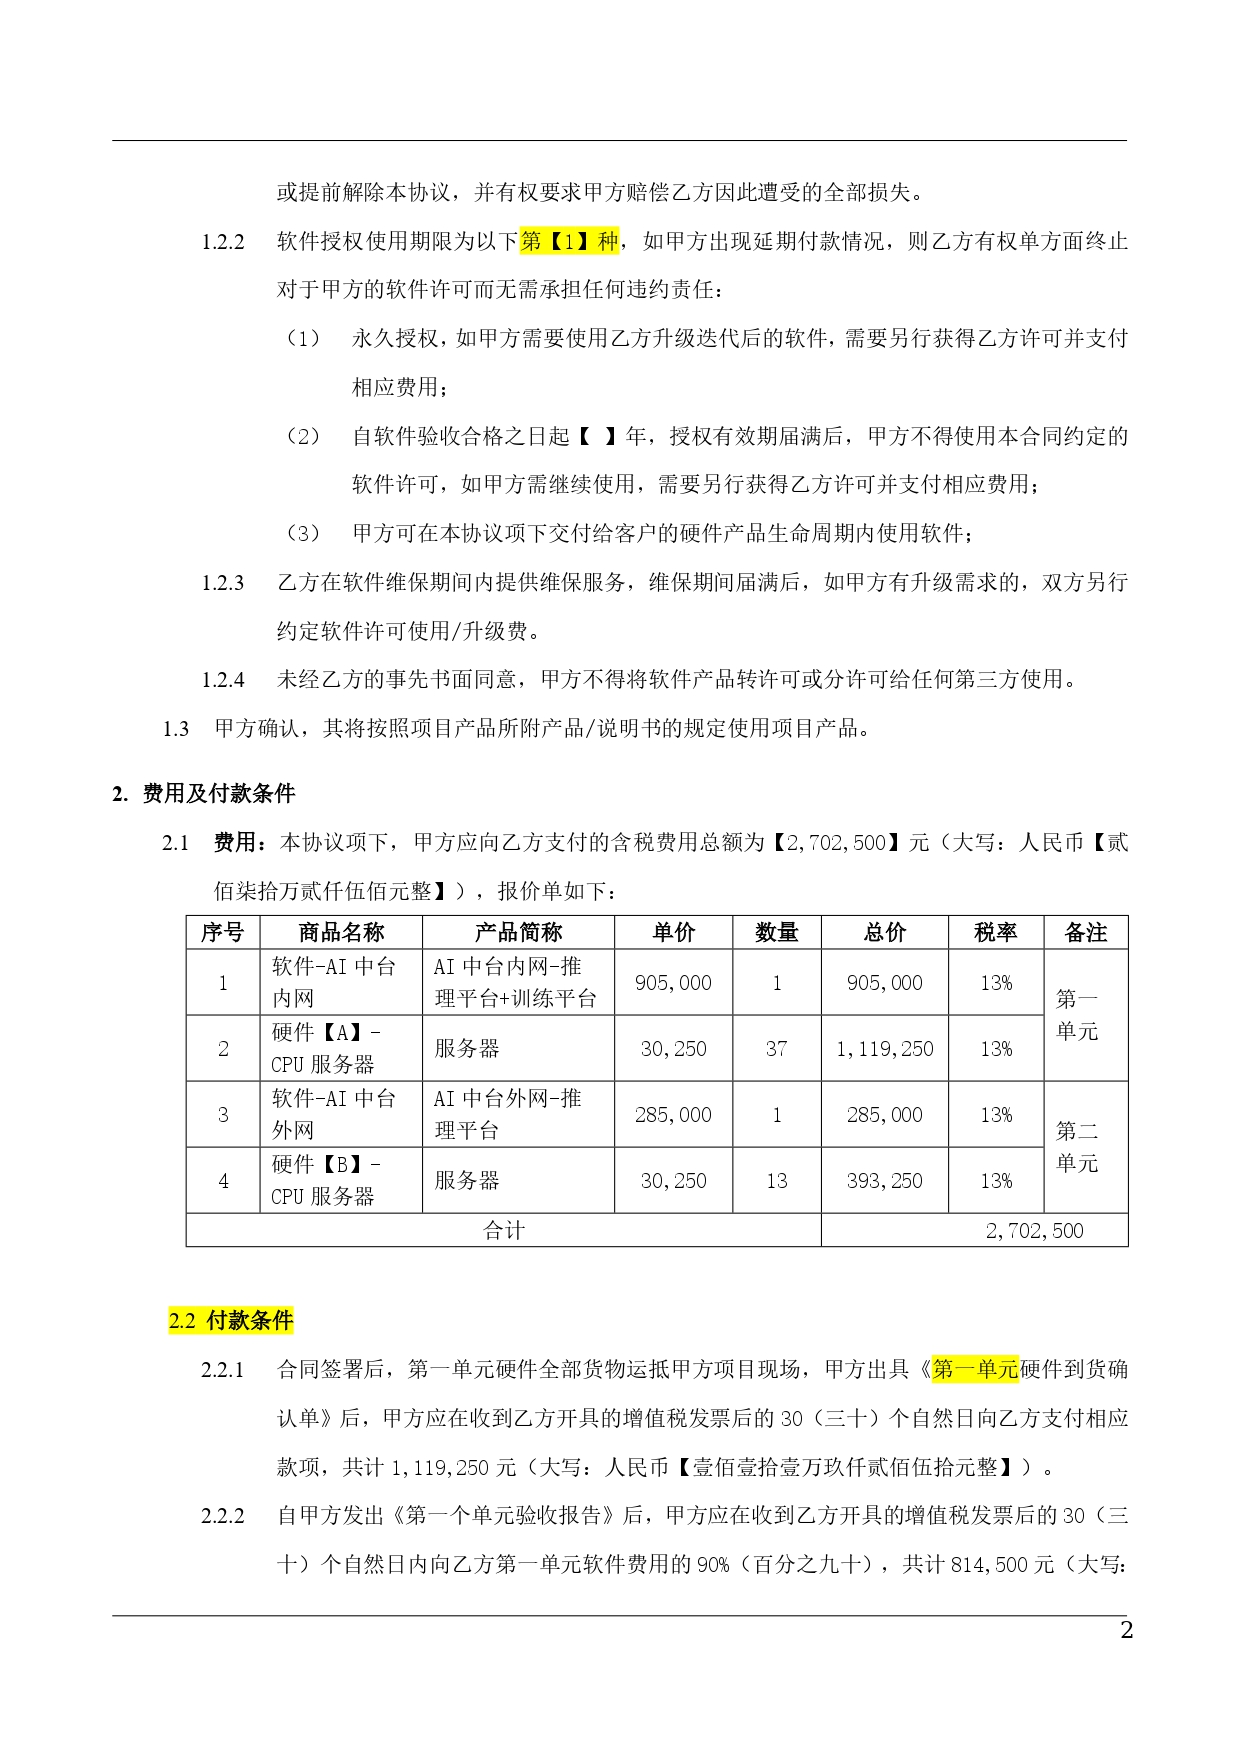 或提前解除本协议，并有权要求甲方赔偿乙方因此遭受的全部损失。
1.2.2 软件授权使用期限为以下第【1】种，如甲方出现延期付款情况，则乙方有权单方面终止
对于甲方的软件许可而无需承担任何违约责任：
（1） 永久授权，如甲方需要使用乙方升级迭代后的软件，需要另行获得乙方许可并支付
相应费用；
（2） 自软件验收合格之日起【 】年，授权有效期届满后，甲方不得使用本合同约定的
软件许可，如甲方需继续使用，需要另行获得乙方许可并支付相应费用；
（3） 甲方可在本协议项下交付给客户的硬件产品生命周期内使用软件；
1.2.3 乙方在软件维保期间内提供维保服务，维保期间届满后，如甲方有升级需求的，双方另行
约定软件许可使用/升级费。
1.2.4 未经乙方的事先书面同意，甲方不得将软件产品转许可或分许可给任何第三方使用。
1.3 甲方确认，其将按照项目产品所附产品/说明书的规定使用项目产品。
2. 费用及付款条件
2.1 费用：本协议项下，甲方应向乙方支付的含税费用总额为【2,702,500】元（大写：人民币【贰
佰柒拾万贰仟伍佰元整】），报价单如下：
序号 商品名称 产品简称 单价 数量 总价 税率 备注
1 软件-AI 中台内网 AI 中台内网-推理平台+训练平台 905,000 1 905,000 13% 第一单元
2 硬件【A】-CPU 服务器 服务器 30,250 37 1,119,250 13%
3 软件-AI 中台外网 AI 中台外网-推理平台 285,000 1 285,000 13% 第二单元
4 硬件【B】-CPU 服务器 服务器 30,250 13 393,250 13%
合计 2,702,500
2.2 付款条件
2.2.1 合同签署后，第一单元硬件全部货物运抵甲方项目现场，甲方出具《第一单元硬件到货确
认单》后，甲方应在收到乙方开具的增值税发票后的 30（三十）个自然日向乙方支付相应
款项，共计 1,119,250 元（大写：人民币【壹佰壹拾壹万玖仟贰佰伍拾元整】）。
2.2.2 自甲方发出《第一个单元验收报告》后，甲方应在收到乙方开具的增值税发票后的 30（三
十）个自然日内向乙方第一单元软件费用的 90%（百分之九十），共计 814,500 元（大写：
2